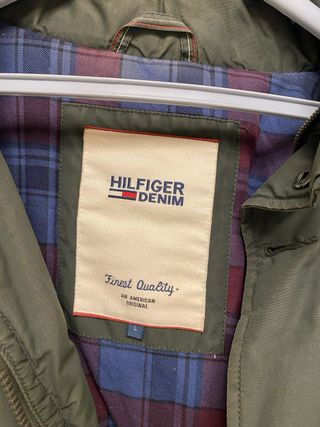 HILFIGER
DENIM
Finest Quality
AN AMERICAN
ORIGINAL
L